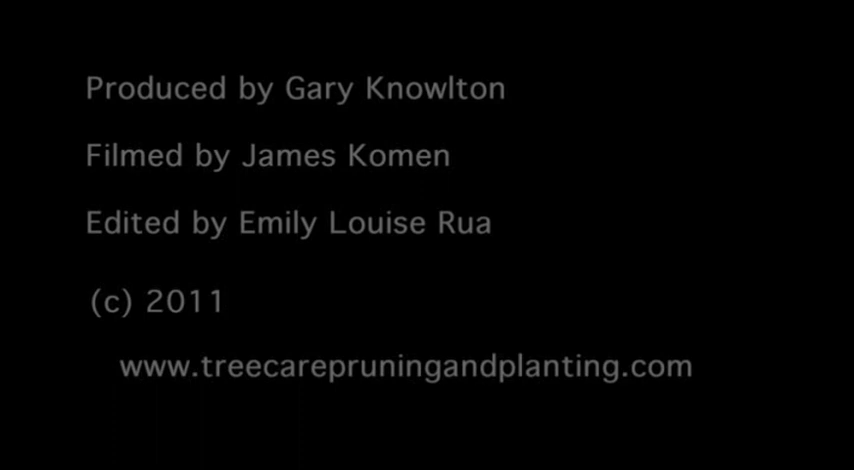 Produced by Gary Knowlton
Filmed by James Komen
Edited by Emily Louise Rua
(c) 2011
www.treecarepruningandplanting.com